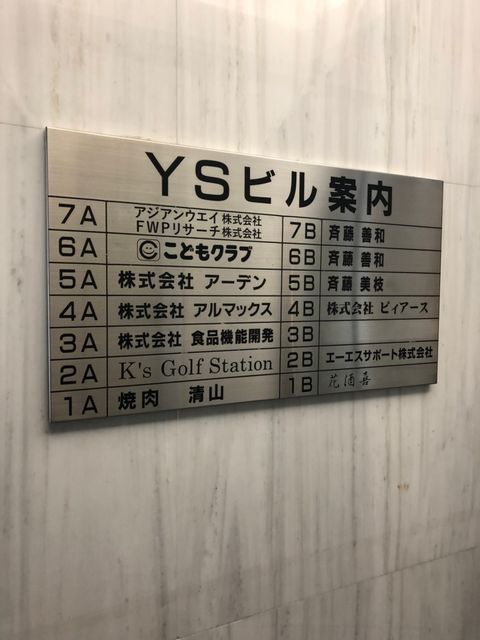 YSビル 案内
7A アジアンウエイ 株式会社
FWPリサーチ 株式会社
6A こどもクラブ
5A 株式会社 アーデン
4A 株式会社 アルマックス
3A 株式会社 食品機能開発
2A K's Golf Station
1A 焼肉 清山
7B 斉藤 善和
6B 斉藤 善和
5B 斉藤 美枝
4B 株式会社 ビィアース
3B
2B エーエスサポート株式会社
1B 花酒喜